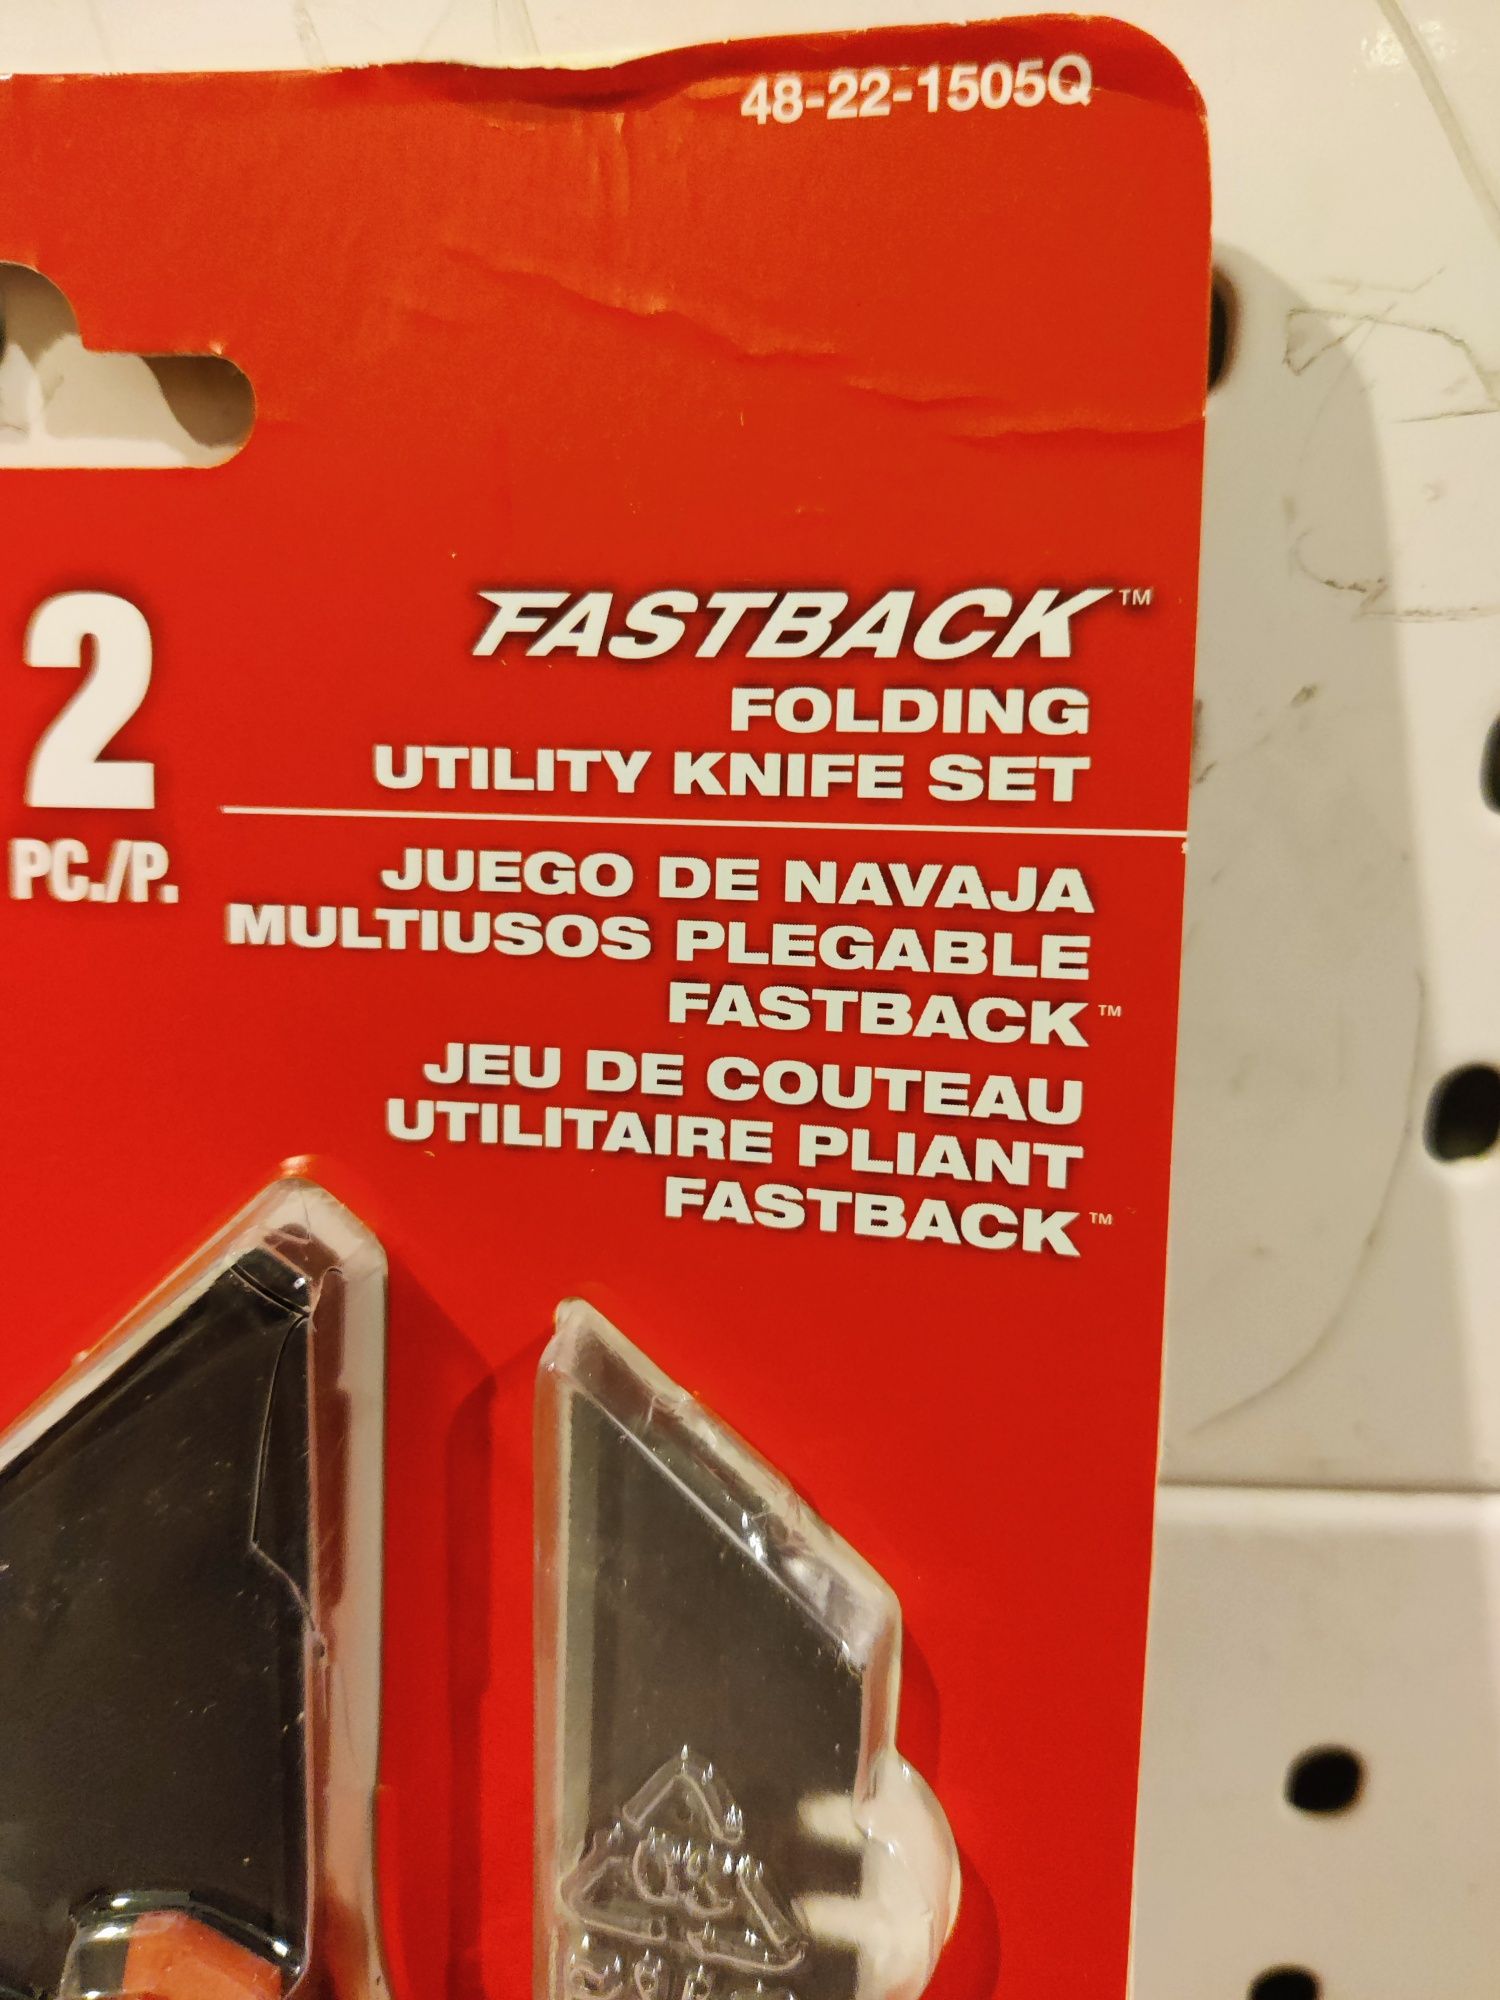 48-22-1505Q
FASTBACK™
FOLDING
UTILITY KNIFE SET
2
PC./P.
JUEGO DE NAVAJA
MULTIUSOS PLEGABLE
FASTBACK™
JEU DE COUTEAU
UTILITAIRE PLIANT
FASTBACK™